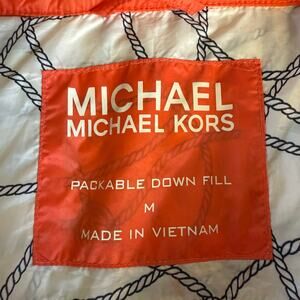 MICHAEL
MICHAEL KORS
PACKABLE DOWN FILL
M
MADE IN VIETNAM